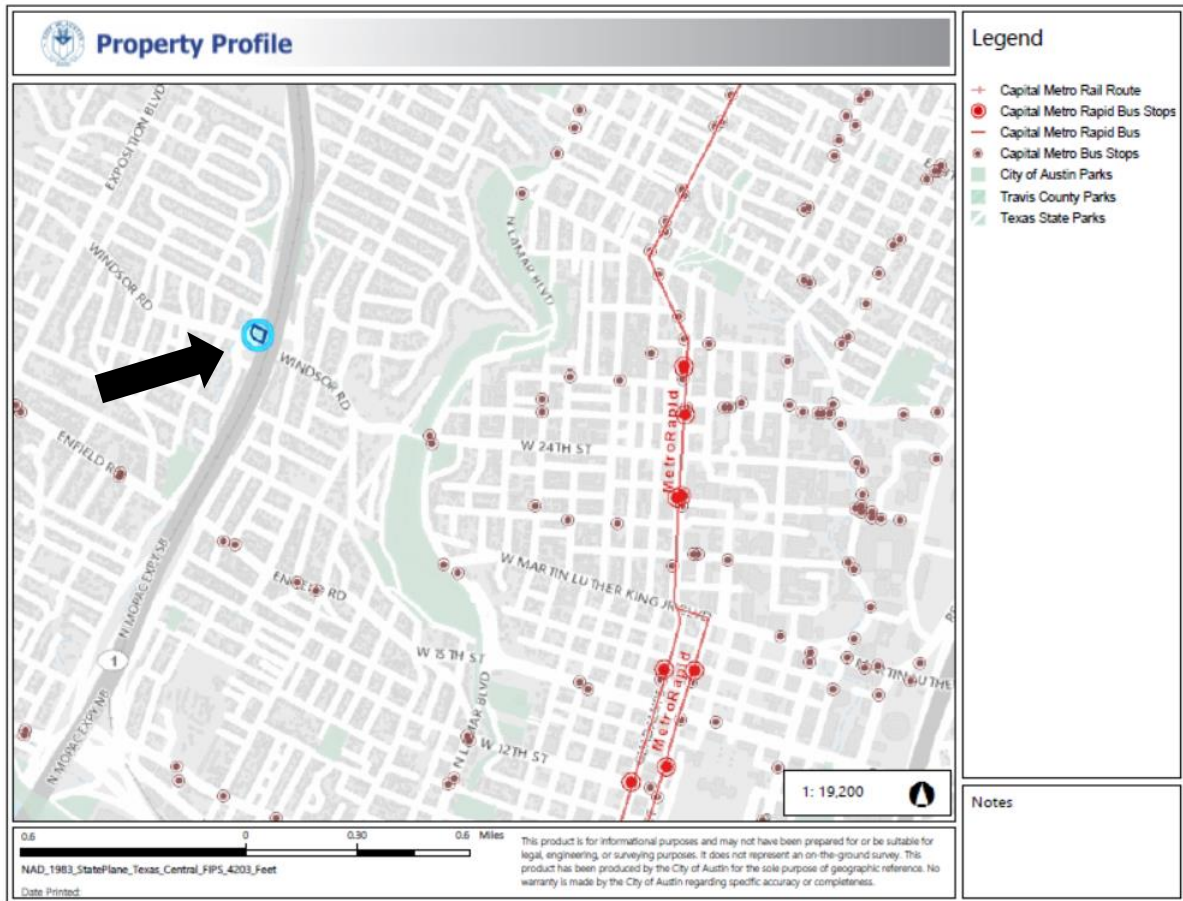 Property Profile
Legend
Capital Metro Rail Route
Capital Metro Rapid Bus Stops
Capital Metro Rapid Bus
Capital Metro Bus Stops
City of Austin Parks
Travis County Parks
Texas State Parks
EXPOSITION BLVD
WINDSOR RD
N LAMAR BLVD
WINDSOR RD
ENFIELD RD
W 24TH ST
MetroRapid
W MARTIN LUTHER KING JR BLVD
ENFIELD RD
N MOPAC EXPY SB
W 15TH ST
MARTIN LUTHER
1
MetroRapid
N LAMAR BLVD
W 12TH ST
N MOPAC EXPY NB
1: 19,200
Notes
0.6 0 0.30 0.6 Miles
NAD_1983_StatePlane_Texas_Central_FIPS_4203_Feet
Date Printed:
This product is for informational purposes and may not have been prepared for or be suitable for
legal, engineering, or surveying purposes. It does not represent an on-the-ground survey. This
product has been produced by the City of Austin for the sole purpose of geographic reference. No
warranty is made by the City of Austin regarding specific accuracy or completeness.